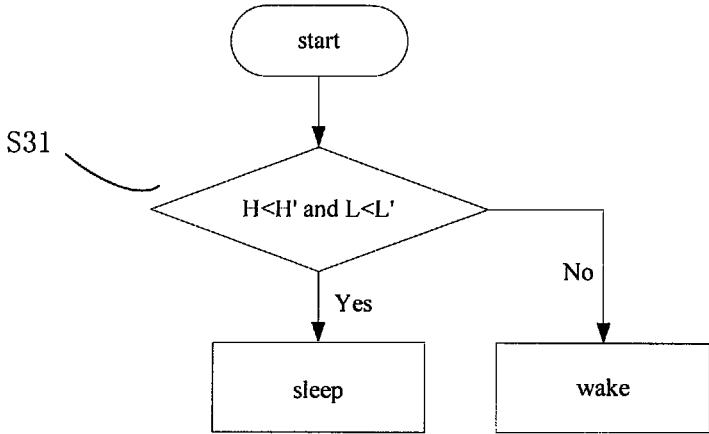 start
S31
H<H' and L<L'
No
Yes
sleep
wake